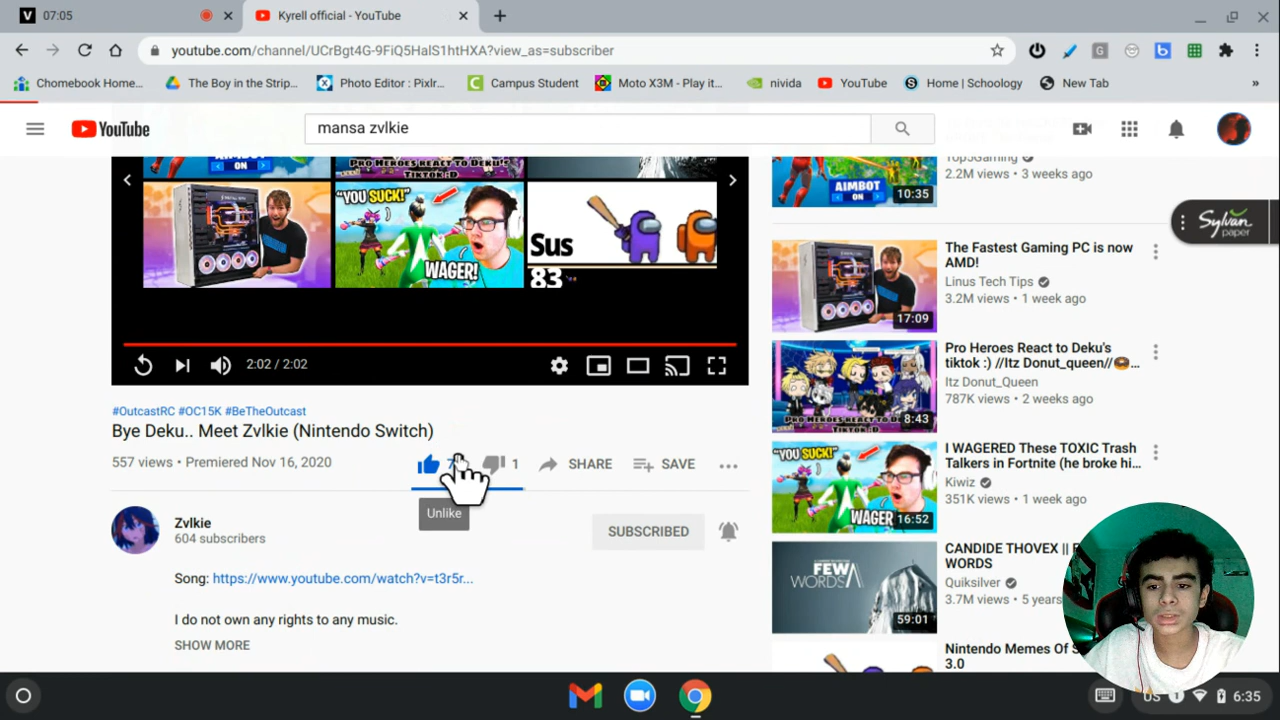 V 07:05
Kyrell official - YouTube
youtube.com/channel/UCrBgt4G-9FiQ5HalS1htHXA?view_as=subscriber
Chomebook Home...
The Boy in the Strip...
Photo Editor : Pixlr...
Campus Student
Moto X3M - Play it...
nivida
YouTube
Home | Schoology
New Tab
»
YouTube
mansa zvlkie
AIMBOT
ON
PRO HEROES REACT TO DEKU'S
TIKTOK :D
"YOU SUCK!"
WAGER!
Sus
83
2:02 / 2:02
#OutcastRC #OC15K #BeTheOutcast
Bye Deku.. Meet Zvlkie (Nintendo Switch)
557 views • Premiered Nov 16, 2020
1
SHARE
SAVE
Unlike
Zvlkie
604 subscribers
SUBSCRIBED
Song: https://www.youtube.com/watch?v=t3r5r...
I do not own any rights to any music.
SHOW MORE
AIMBOT
ON
10:35
Top5Gaming
2.2M views • 3 weeks ago
Sylvan
paper
The Fastest Gaming PC is now
AMD!
Linus Tech Tips
3.2M views • 1 week ago
17:09
Pro Heroes React to Deku's
tiktok :) //Itz Donut_queen//🍩...
Itz Donut_Queen
787K views • 2 weeks ago
PRO HEROES REACT TO DEKU'S
8:43
I WAGERED These TOXIC Trash
Talkers in Fortnite (he broke hi...
Kiwiz
351K views • 1 week ago
"YOU SUCK!"
WAGER!
16:52
CANDIDE THOVEX ||
WORDS
Quiksilver
3.7M views • 5 years
FEW
WORDS
59:01
Nintendo Memes Of
3.0
US
1
6:35